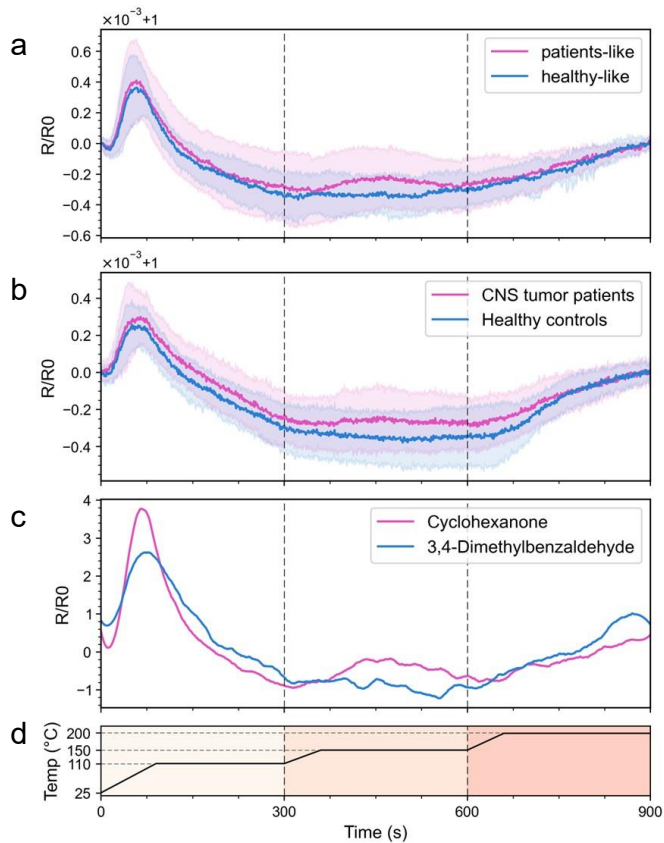 a
×10⁻³+1
R/R0
0.6
0.4
0.2
0.0
−0.2
−0.4
−0.6
patients-like
healthy-like
b
×10⁻³+1
R/R0
0.4
0.2
0.0
−0.2
−0.4
CNS tumor patients
Healthy controls
c
R/R0
4
3
2
1
0
−1
Cyclohexanone
3,4-Dimethylbenzaldehyde
d
Temp (°C)
200
150
110
25
0 300 600 900
Time (s)